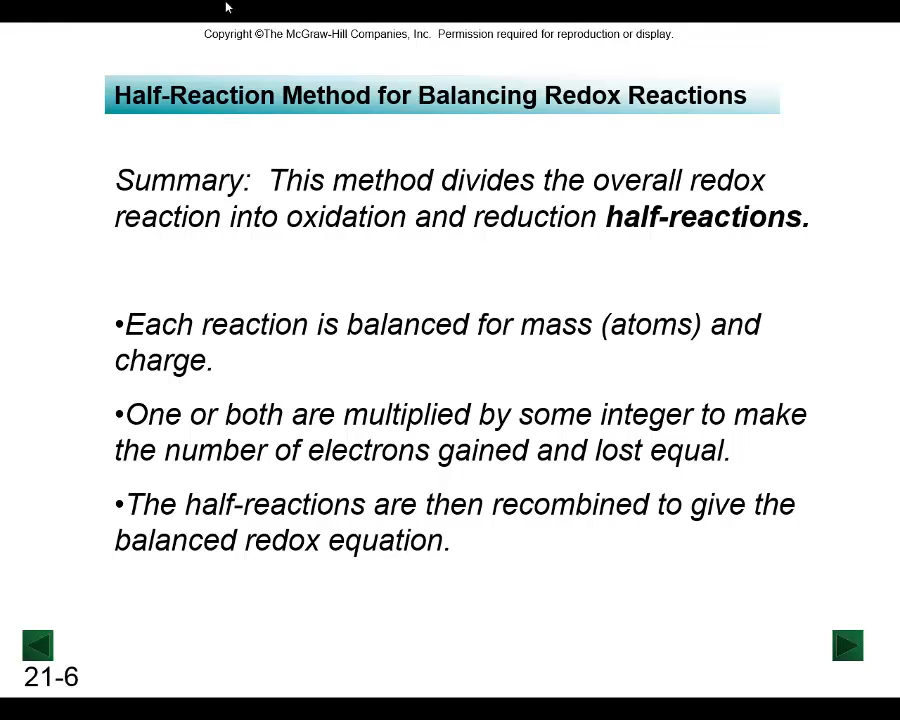 Copyright ©The McGraw-Hill Companies, Inc.  Permission required for reproduction or display.
Half-Reaction Method for Balancing Redox Reactions
Summary:  This method divides the overall redox
reaction into oxidation and reduction half-reactions.
•Each reaction is balanced for mass (atoms) and
charge.
•One or both are multiplied by some integer to make
the number of electrons gained and lost equal.
•The half-reactions are then recombined to give the
balanced redox equation.
21-6